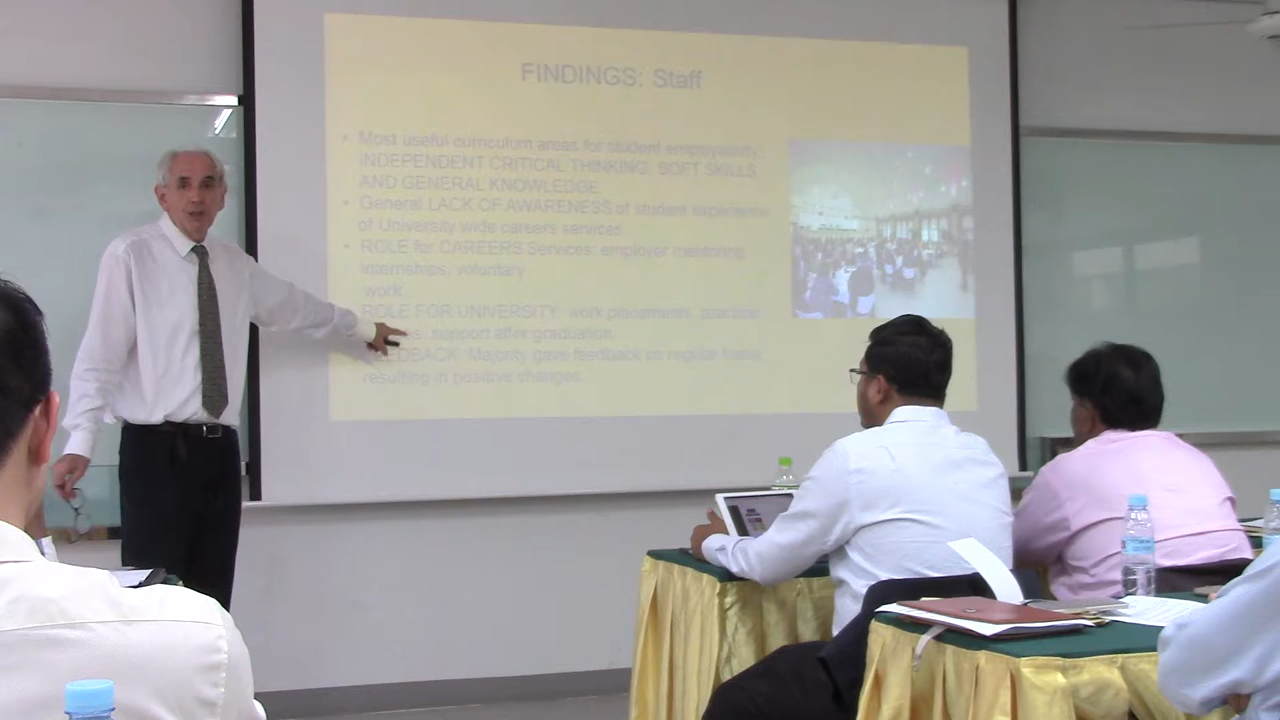 FINDINGS: Staff
• Most useful curriculum areas for student employability:
INDEPENDENT CRITICAL THINKING, SOFT SKILLS
AND GENERAL KNOWLEDGE
• General LACK OF AWARENESS of student experience
of University wide careers services
• ROLE for CAREERS Services: employer mentoring,
internships, voluntary
work
ROLE FOR UNIVERSITY: work placements, practical
support after graduation.
FEEDBACK: Majority gave feedback on regular basis
resulting in positive changes.